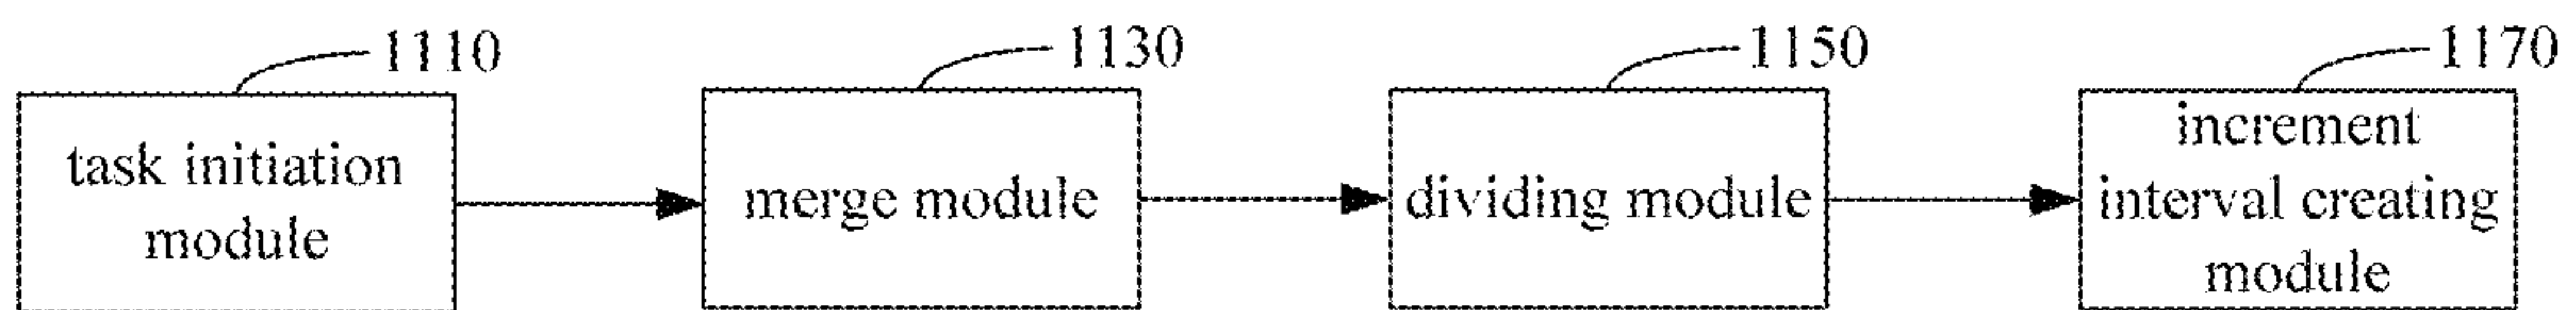 1110
1130
1150
1170
task initiation
module
merge module
dividing module
increment
interval creating
module